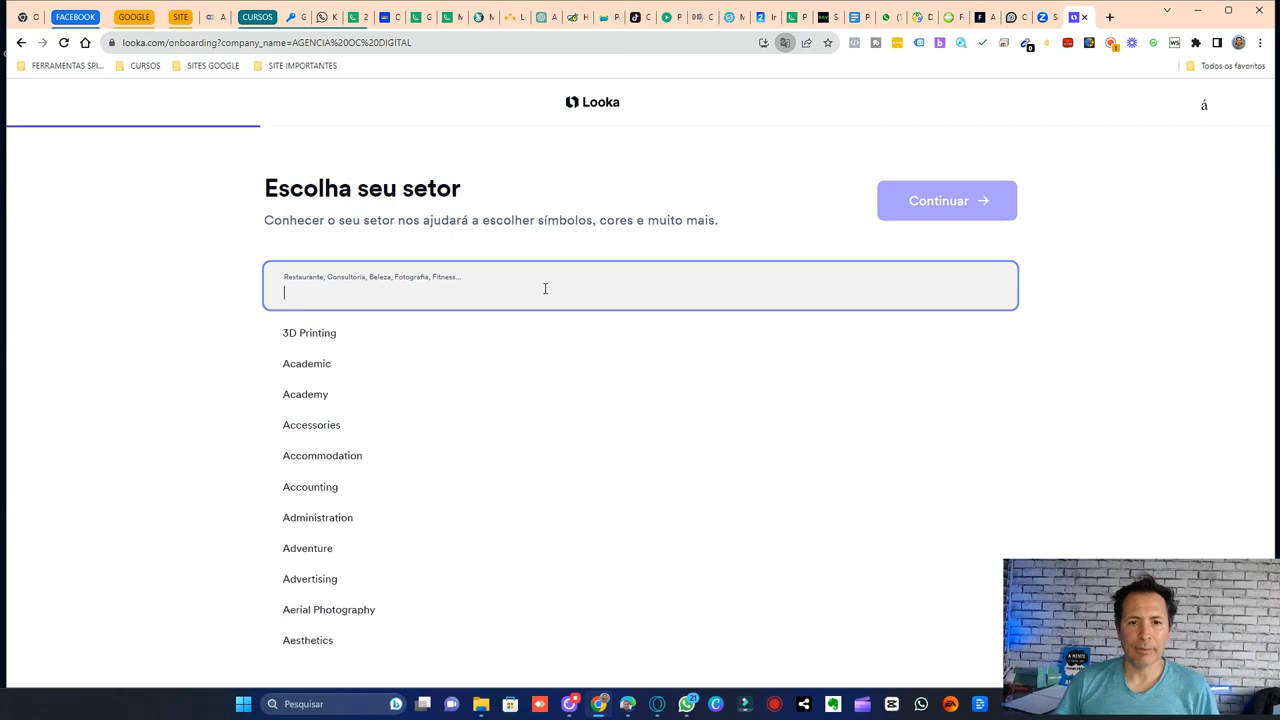 FACEBOOK
GOOGLE
SITE
CURSOS
looka.com/onboarding?company_name=AGENCIA%20OC%20DIGITAL
FERRAMENTAS SPI...
CURSOS
SITES GOOGLE
SITE IMPORTANTES
Todos os favoritos
Looka
á
Escolha seu setor
Continuar →
Conhecer o seu setor nos ajudará a escolher símbolos, cores e muito mais.
Restaurante, Consultoria, Beleza, Fotografia, Fitness...
3D Printing
Academic
Academy
Accessories
Accommodation
Accounting
Administration
Adventure
Advertising
Aerial Photography
Aesthetics
Pesquisar
21